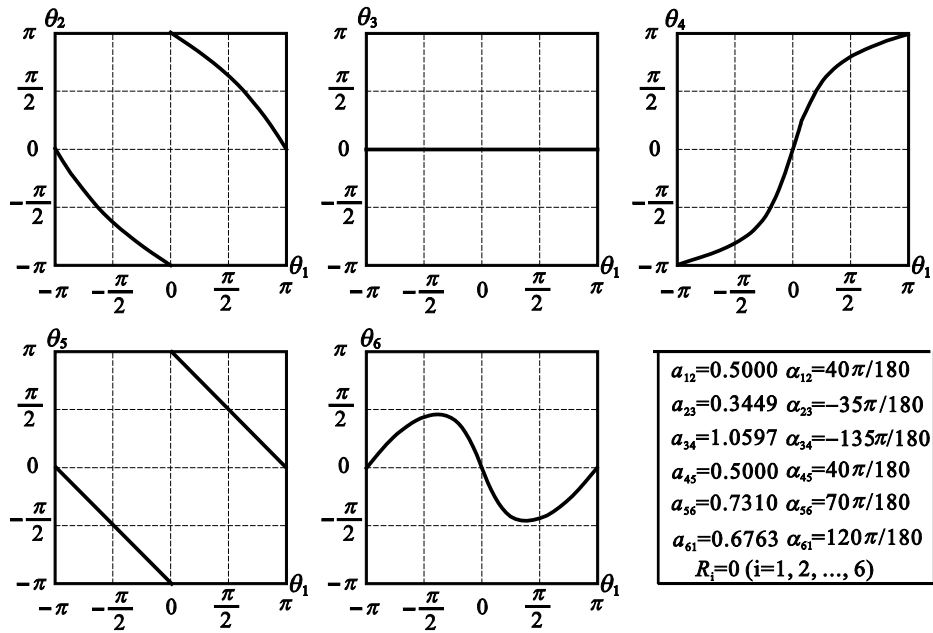 θ2
π
π/2
0
−π/2
−π
−π −π/2 0 π/2 π
θ1
θ3
π
π/2
0
−π/2
−π
−π −π/2 0 π/2 π
θ1
θ4
π
π/2
0
−π/2
−π
−π −π/2 0 π/2 π
θ1
θ5
π
π/2
0
−π/2
−π
−π −π/2 0 π/2 π
θ1
θ6
π
π/2
0
−π/2
−π
−π −π/2 0 π/2 π
θ1
a12=0.5000 α12=40π/180
a23=0.3449 α23=−35π/180
a34=1.0597 α34=−135π/180
a45=0.5000 α45=40π/180
a56=0.7310 α56=70π/180
a61=0.6763 α61=120π/180
Ri=0 (i=1, 2, ..., 6)